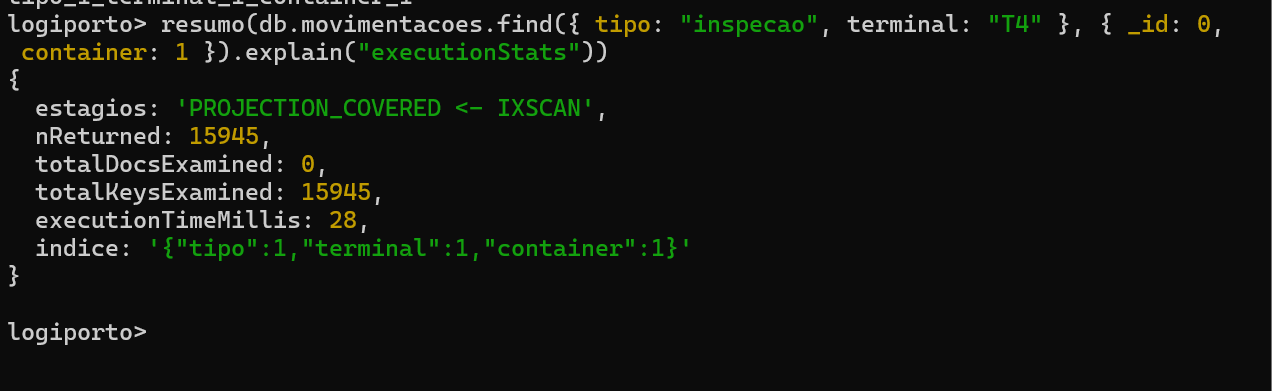 tipo_1_terminal_1_container_1
logiporto> resumo(db.movimentacoes.find({ tipo: "inspecao", terminal: "T4" }, { _id: 0,
 container: 1 }).explain("executionStats"))
{
  estagios: 'PROJECTION_COVERED <- IXSCAN',
  nReturned: 15945,
  totalDocsExamined: 0,
  totalKeysExamined: 15945,
  executionTimeMillis: 28,
  indice: '{"tipo":1,"terminal":1,"container":1}'
}
logiporto>